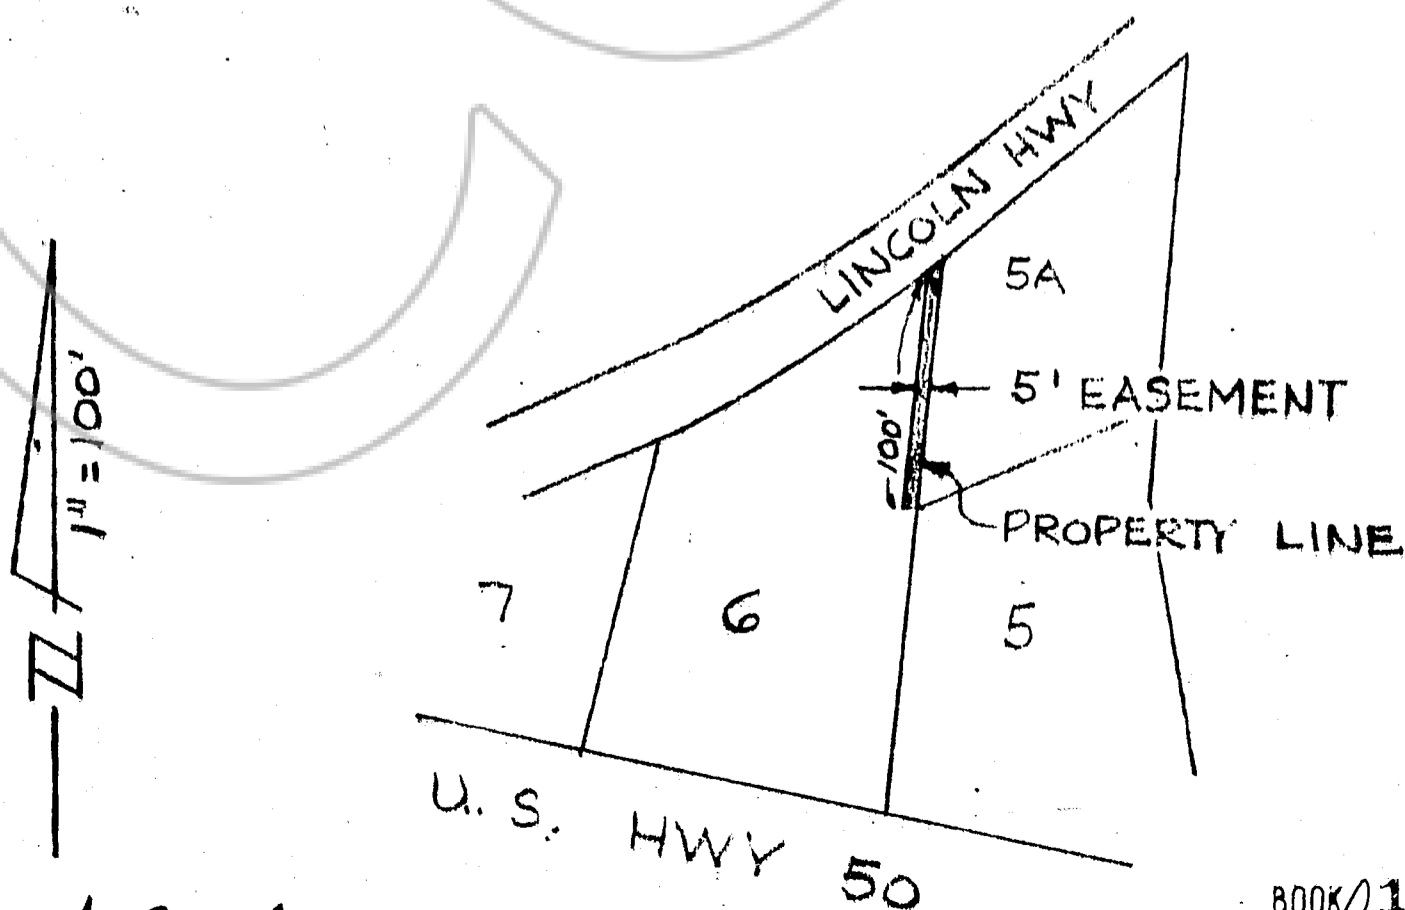 LINCOLN HWY
5A
1" = 100'
5' EASEMENT
100'
PROPERTY LINE
7
6
5
N
U. S. HWY 50
BOOK